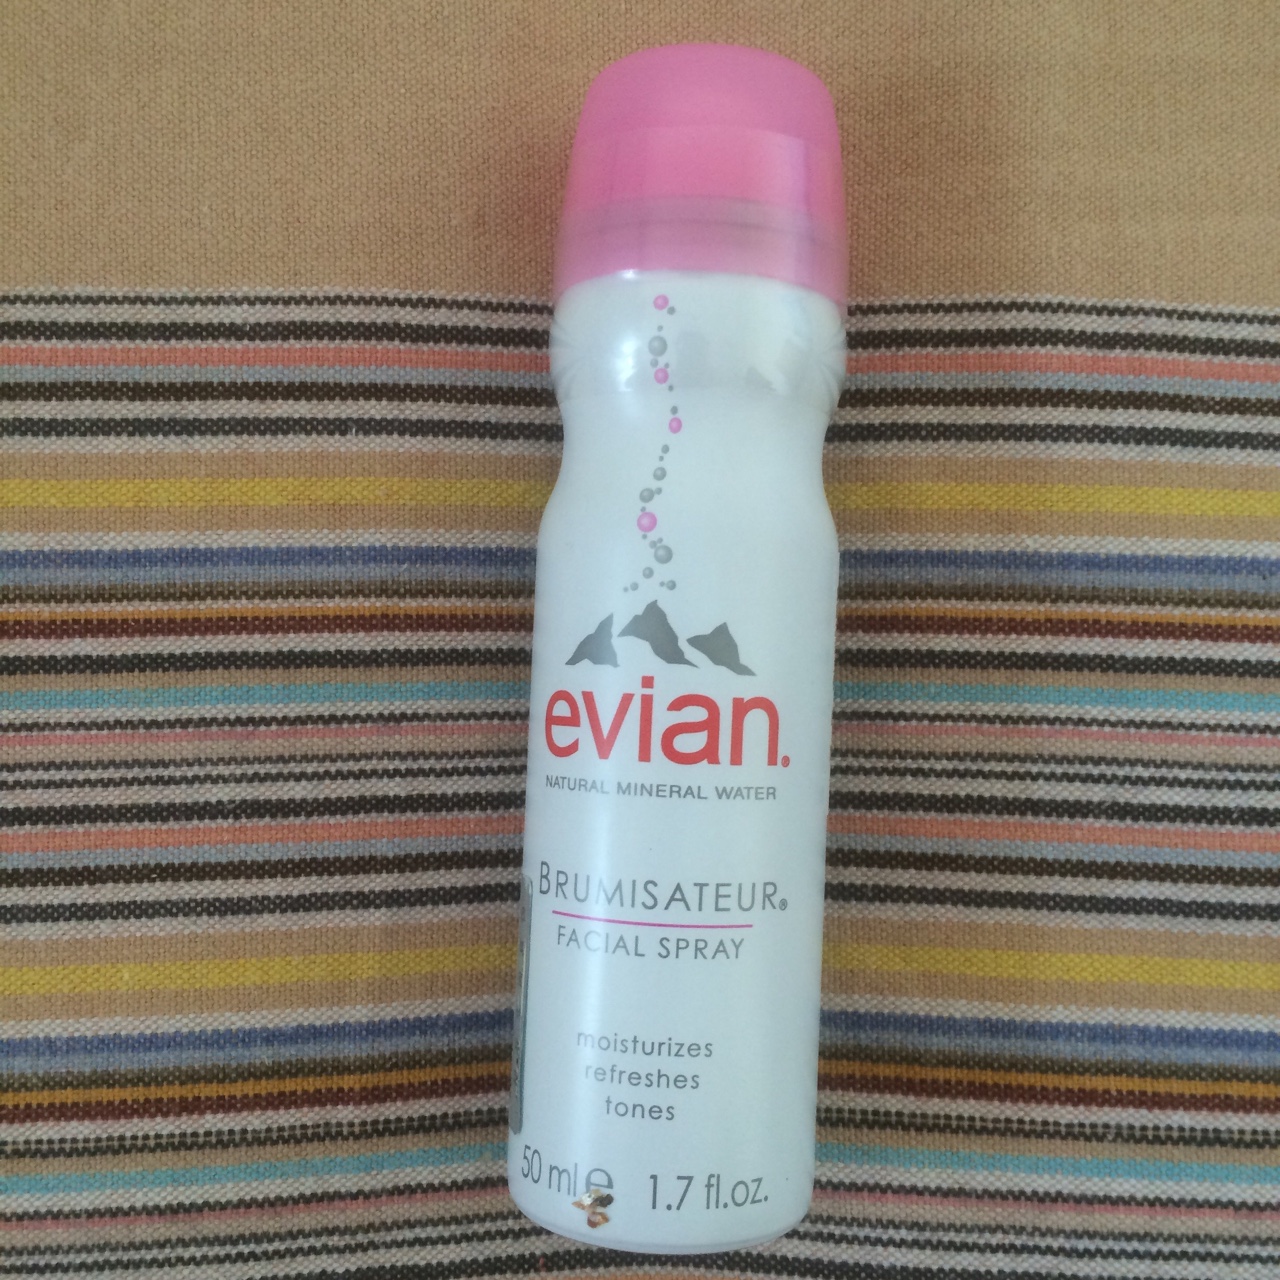 evian®
NATURAL MINERAL WATER
BRUMISATEUR®
FACIAL SPRAY
moisturizes
refreshes
tones
50 ml e 1.7 fl.oz.